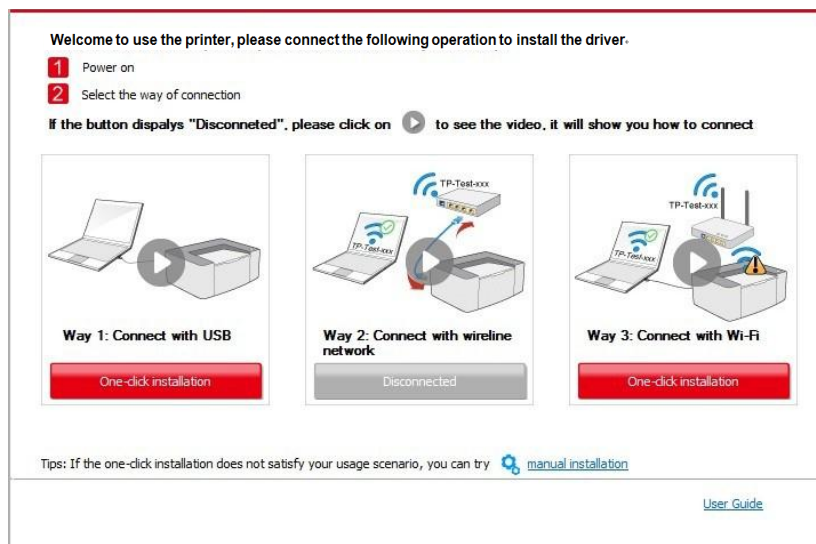 Welcome to use the printer, please connect the following operation to install the driver.
1 Power on
2 Select the way of connection
If the button dispalys "Disconneted", please click on to see the video, it will show you how to connect
TP-Test-xxx
TP-Test-xxx
TP-Test-xxx
TP-Test-xxx
Way 1: Connect with USB
Way 2: Connect with wireline
network
Way 3: Connect with Wi-Fi
One-click installation
Disconnected
One-click installation
Tips: If the one-click installation does not satisfy your usage scenario, you can try manual installation
User Guide